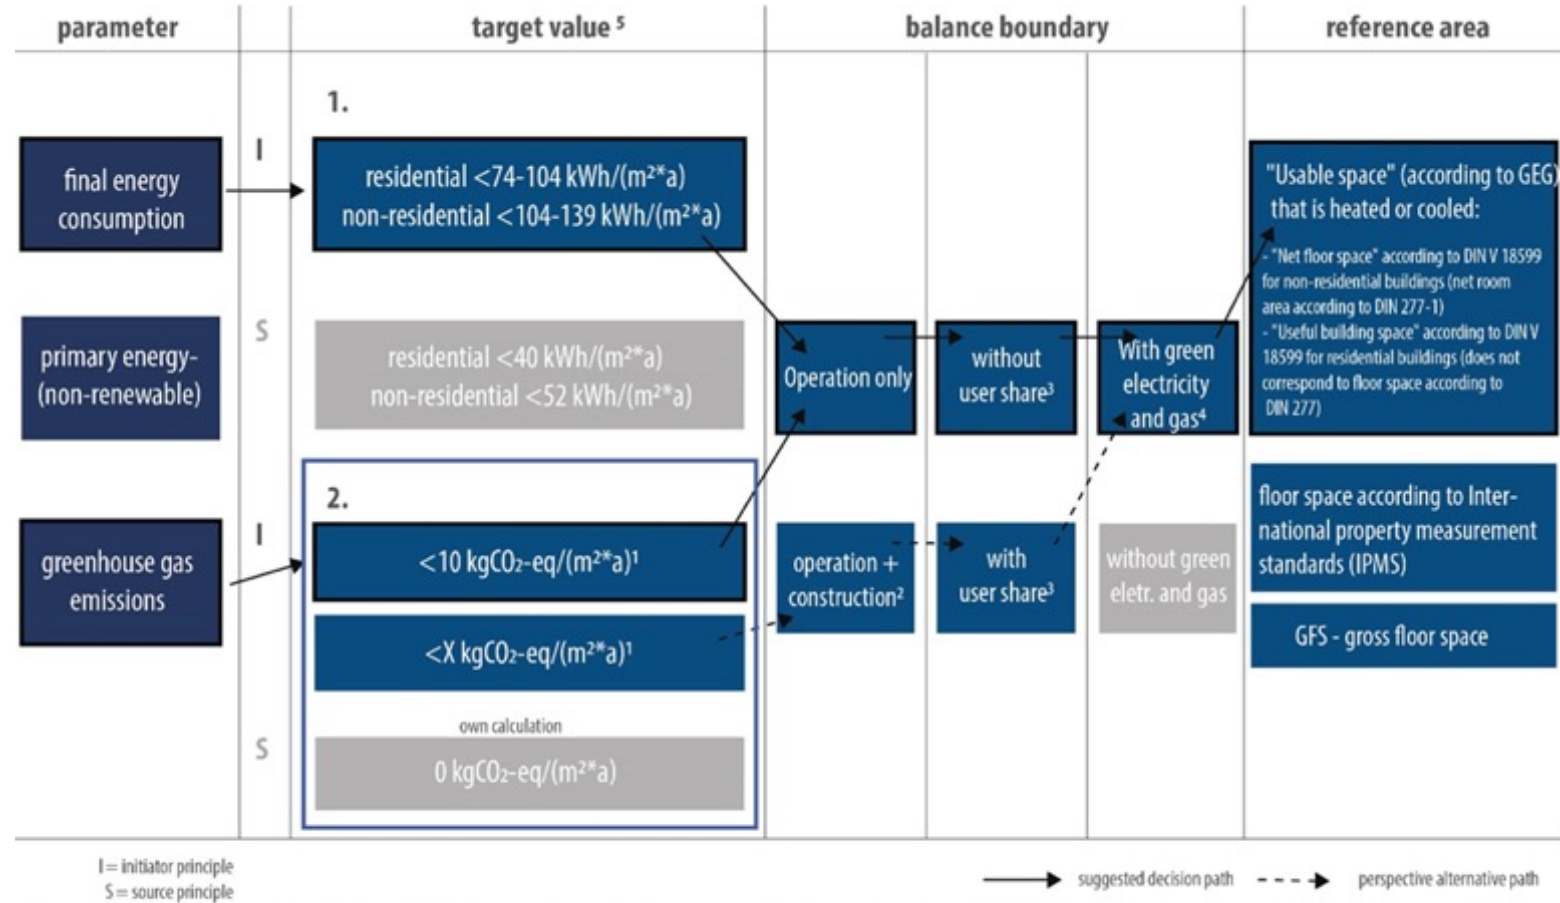 parameter
target value ⁵
balance boundary
reference area
1.
final energy
consumption
I
residential <74-104 kWh/(m²*a)
non-residential <104-139 kWh/(m²*a)
primary energy-
(non-renewable)
S
residential <40 kWh/(m²*a)
non-residential <52 kWh/(m²*a)
2.
greenhouse gas
emissions
I
<10 kgCO₂-eq/(m²*a)¹
<X kgCO₂-eq/(m²*a)¹
S
own calculation
0 kgCO₂-eq/(m²*a)
Operation only
without
user share³
With green
electricity
and gas⁴
operation +
construction²
with
user share³
without green
eletr. and gas
"Usable space" (according to GEG)
that is heated or cooled:
- "Net floor space" according to DIN V 18599
for non-residential buildings (net room
area according to DIN 277-1)
- "Useful building space" according to DIN V
18599 for residential buildings (does not
correspond to floor space according to
DIN 277)
floor space according to Inter-
national property measurement
standards (IPMS)
GFS - gross floor space
I = initiator principle
S = source principle
suggested decision path
perspective alternative path